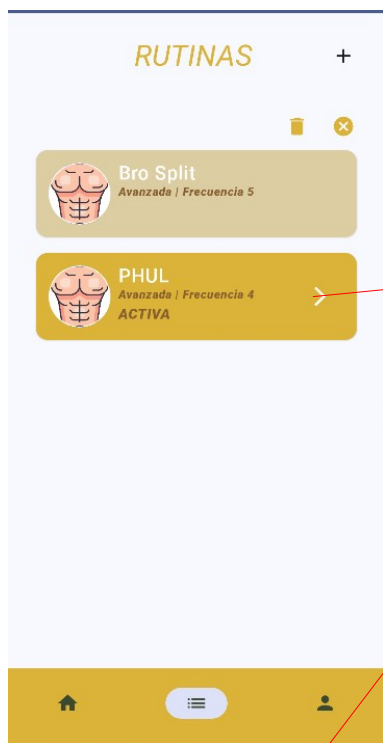 RUTINAS
Bro Split
Avanzada | Frecuencia 5
PHUL
Avanzada | Frecuencia 4
ACTIVA